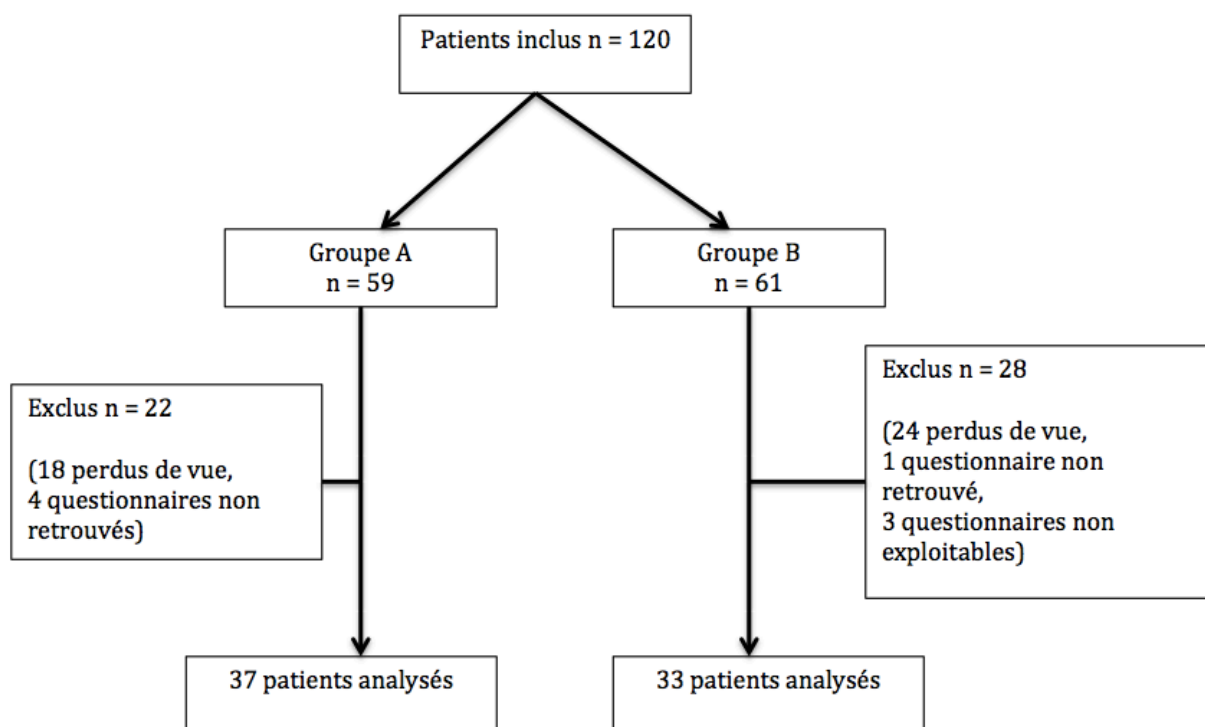 Patients inclus n = 120
Groupe A
n = 59
Groupe B
n = 61
Exclus n = 22
(18 perdus de vue,
4 questionnaires non
retrouvés)
Exclus n = 28
(24 perdus de vue,
1 questionnaire non
retrouvé,
3 questionnaires non
exploitables)
37 patients analysés
33 patients analysés